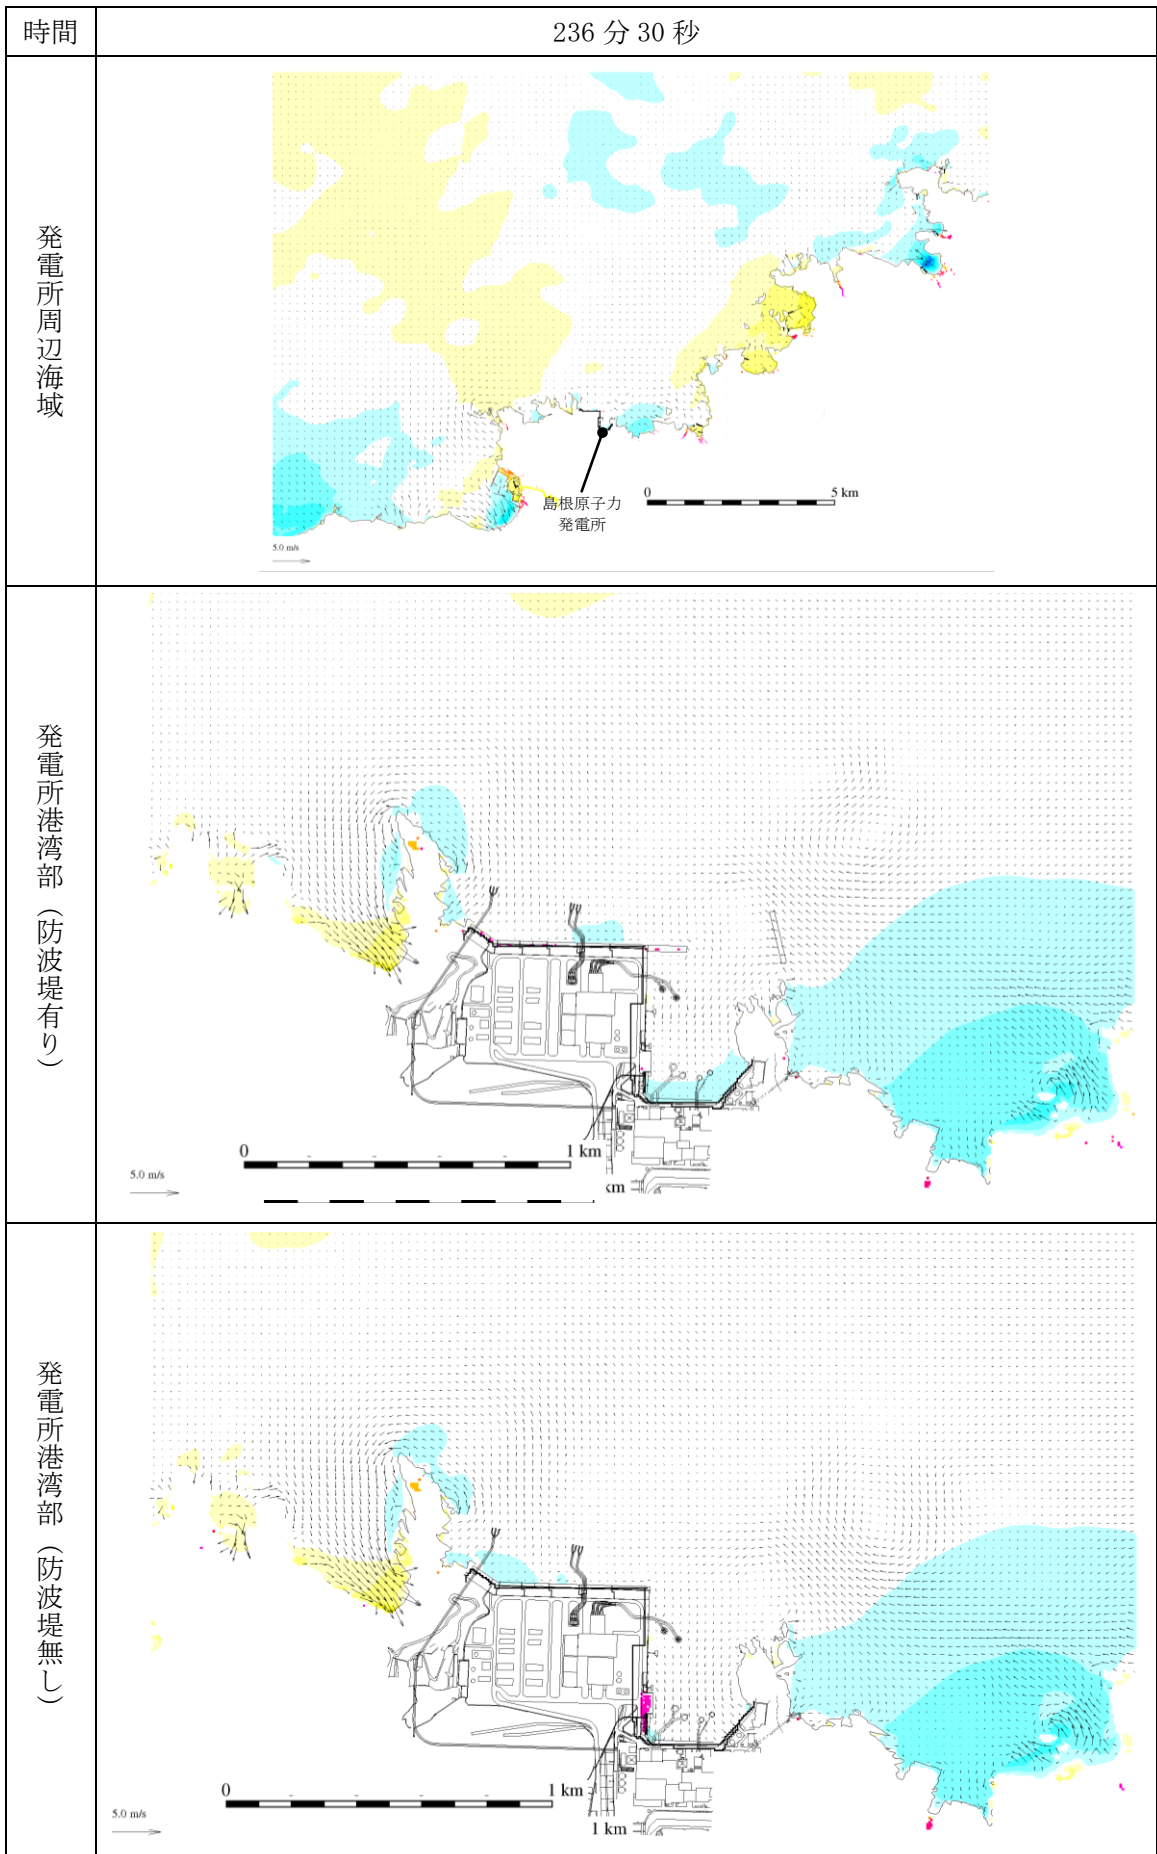 時間
236 分 30 秒
発電所周辺海域
島根原子力
発電所
0
5 km
5.0 m/s
発電所港湾部（防波堤有り）
0
1 km
5.0 m/s
km
発電所港湾部（防波堤無し）
0
1 km
5.0 m/s
1 km